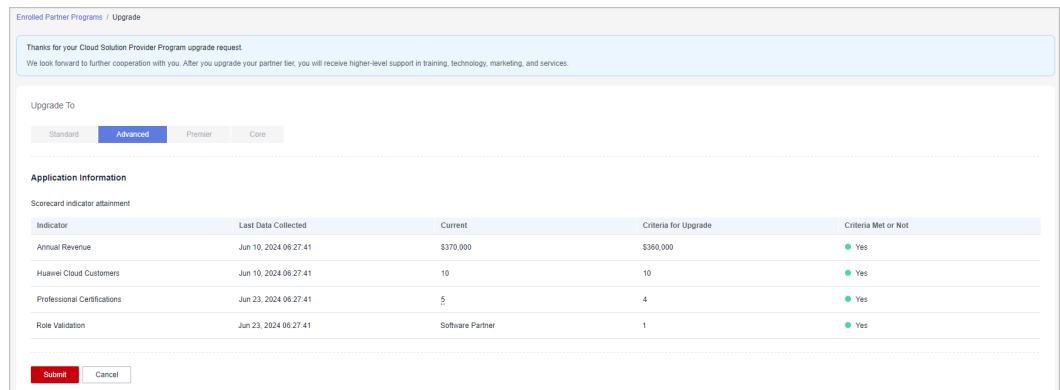 Enrolled Partner Programs / Upgrade
Thanks for your Cloud Solution Provider Program upgrade request.
We look forward to further cooperation with you. After you upgrade your partner tier, you will receive higher-level support in training, technology, marketing, and services.
Upgrade To
Standard Advanced Premier Core
Application Information
Scorecard indicator attainment
Indicator Last Data Collected Current Criteria for Upgrade Criteria Met or Not
Annual Revenue Jun 10, 2024 06:27:41 $370,000 $360,000 Yes
Huawei Cloud Customers Jun 10, 2024 06:27:41 10 10 Yes
Professional Certifications Jun 23, 2024 06:27:41 5 4 Yes
Role Validation Jun 23, 2024 06:27:41 Software Partner 1 Yes
Submit Cancel